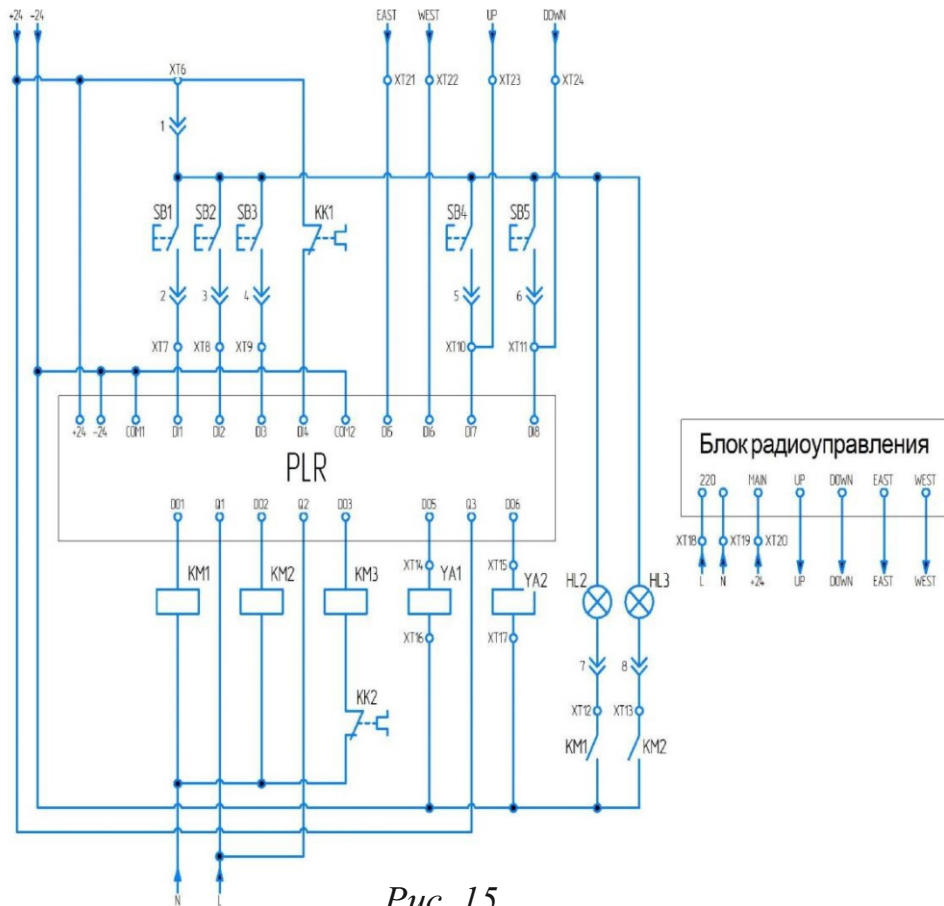 +24 -24 EAST WEST UP DOWN
XT6 XT21 XT22 XT23 XT24
1
SB1 SB2 SB3 KK1 SB4 SB5
2 3 4 5 6
XT7 XT8 XT9 XT10 XT11
+24 -24 COM1 DI1 DI2 DI3 DI4 COM2 DI5 DI6 DI7 DI8
PLR
DO1 Q1 DO2 Q2 DO3 DO5 Q3 DO6
XT14 XT15
KM1 KM2 KM3 YA1 YA2 HL2 HL3
XT16 XT17
7 8
KK2
XT12 XT13
KM1 KM2
N L
Блок радиоуправления
220 MAIN UP DOWN EAST WEST
XT18 XT19 XT20
L N +24 UP DOWN EAST WEST
Рис. 15